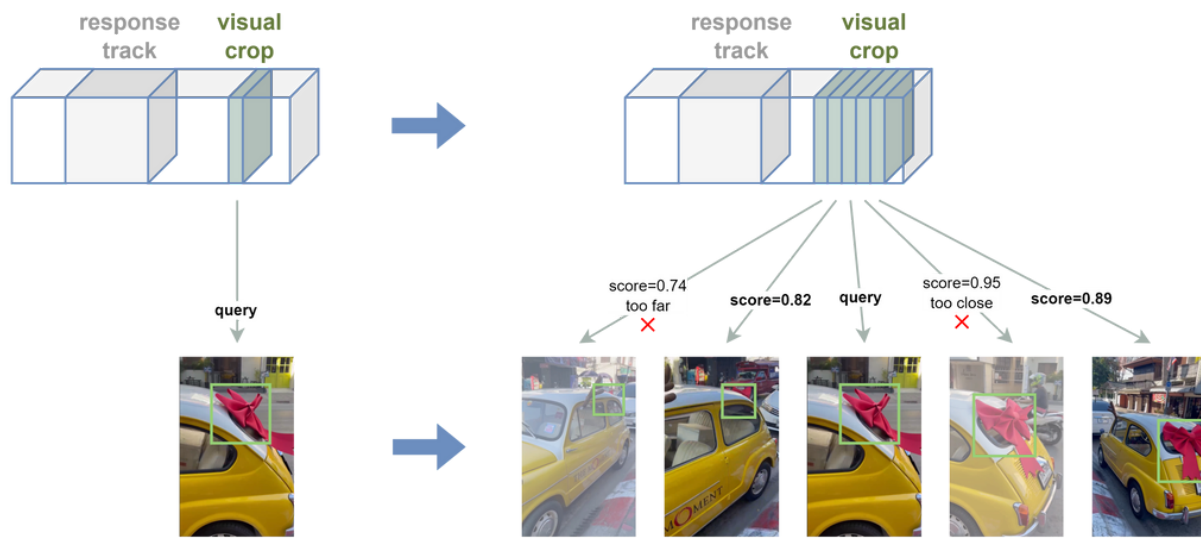 response
track
visual
crop
response
track
visual
crop
query
score=0.74
too far
score=0.82
query
score=0.95
too close
score=0.89
MOMENT